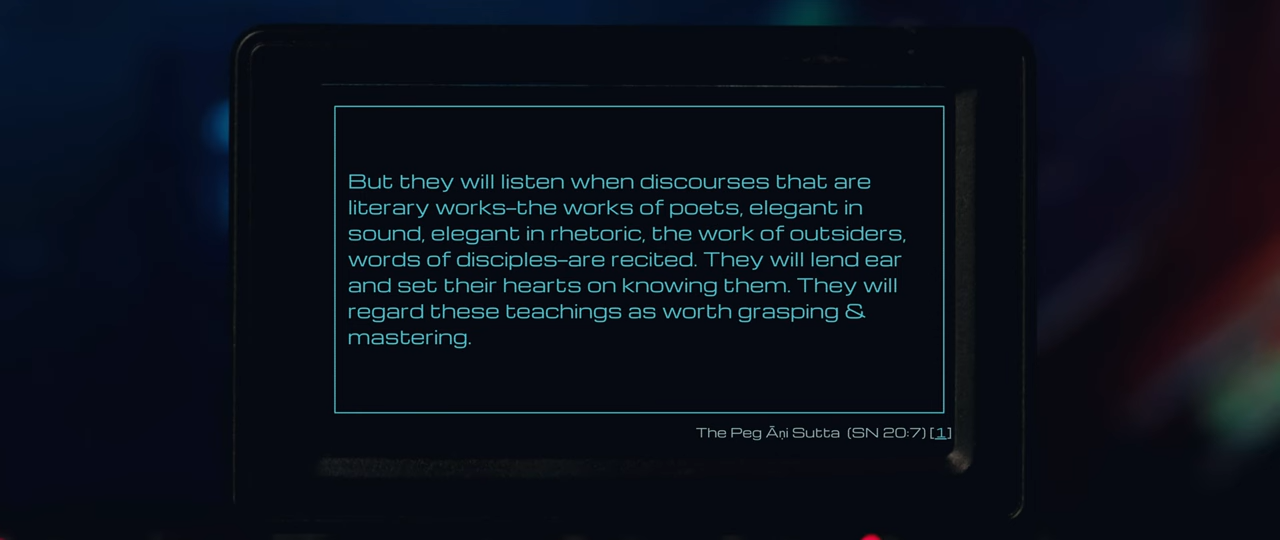 But they will listen when discourses that are
literary works–the works of poets, elegant in
sound, elegant in rhetoric, the work of outsiders,
words of disciples–are recited. They will lend ear
and set their hearts on knowing them. They will
regard these teachings as worth grasping &
mastering.
The Peg Āṇi Sutta (SN 20:7) [1]